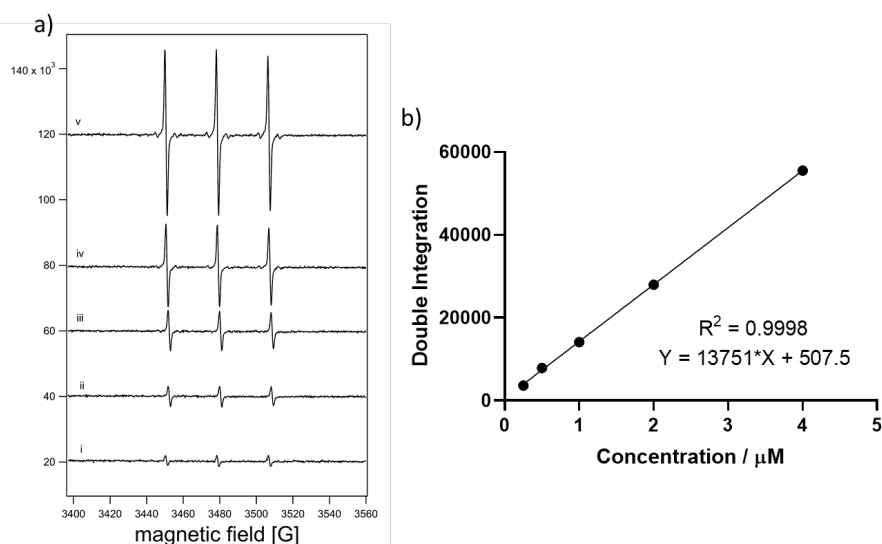 a)
140 x 10³
120
100
80
60
40
20
v
iv
iii
ii
i
3400 3420 3440 3460 3480 3500 3520 3540 3560
magnetic field [G]
b)
60000
40000
20000
0
Double Integration
R² = 0.9998
Y = 13751*X + 507.5
0 1 2 3 4 5
Concentration / μM